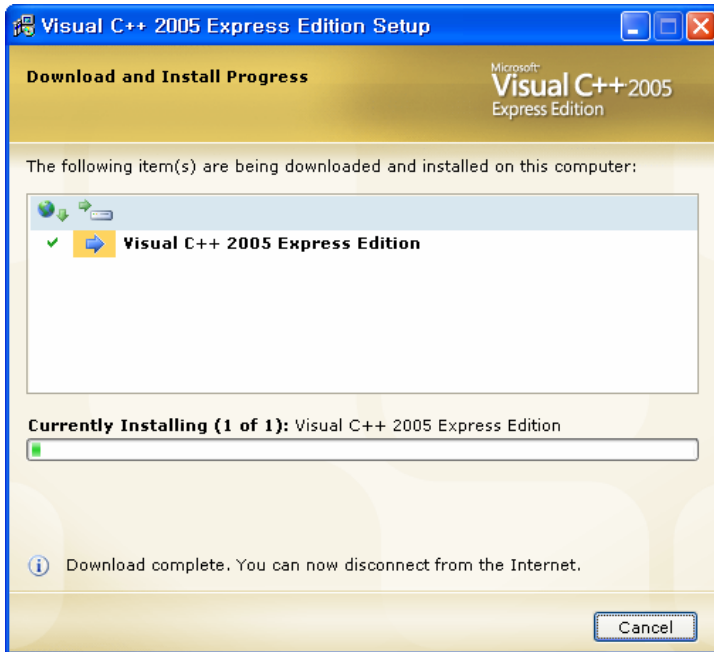 Visual C++ 2005 Express Edition Setup
Download and Install Progress
Microsoft
Visual C++ 2005
Express Edition
The following item(s) are being downloaded and installed on this computer:
Visual C++ 2005 Express Edition
Currently Installing (1 of 1): Visual C++ 2005 Express Edition
Download complete. You can now disconnect from the Internet.
Cancel